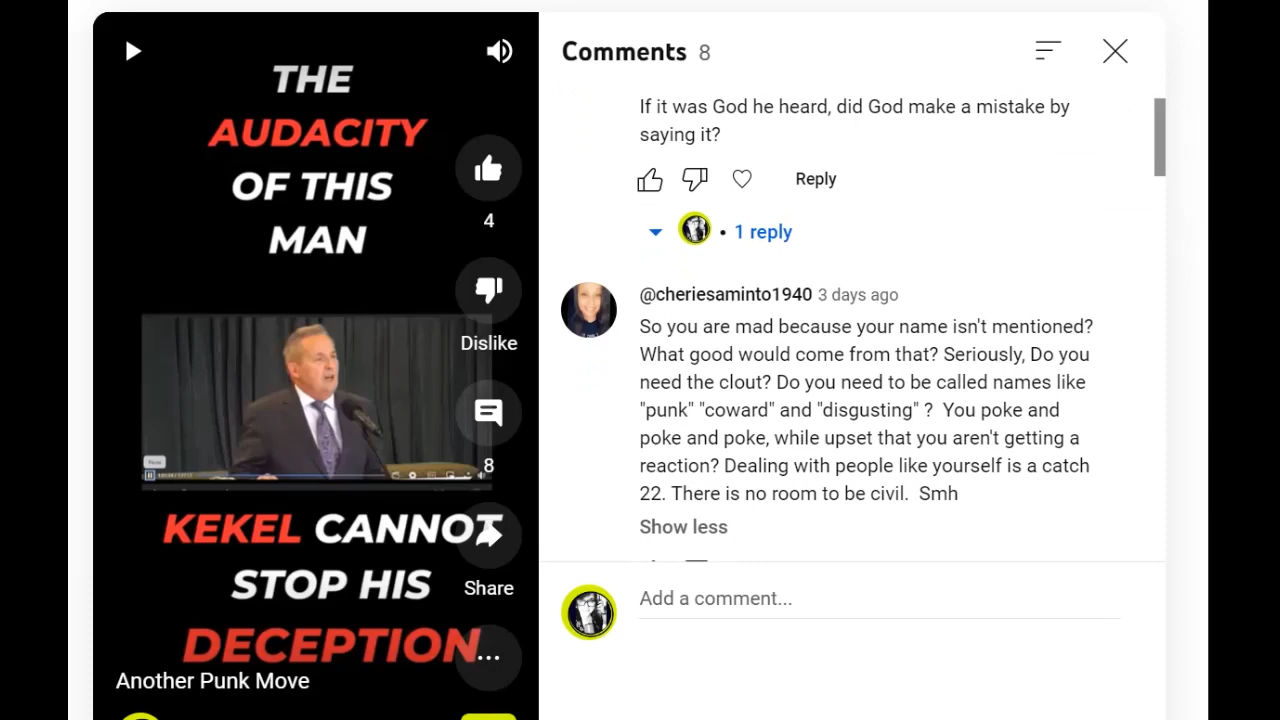 THE
AUDACITY
OF THIS
MAN
KEKEL CANNOT
STOP HIS
DECEPTION
Another Punk Move
4
Dislike
8
Share
Comments 8
If it was God he heard, did God make a mistake by
saying it?
Reply
• 1 reply
@cheriesaminto1940 3 days ago
So you are mad because your name isn't mentioned?
What good would come from that? Seriously, Do you
need the clout? Do you need to be called names like
"punk" "coward" and "disgusting" ? You poke and
poke and poke, while upset that you aren't getting a
reaction? Dealing with people like yourself is a catch
22. There is no room to be civil. Smh
Show less
Add a comment...